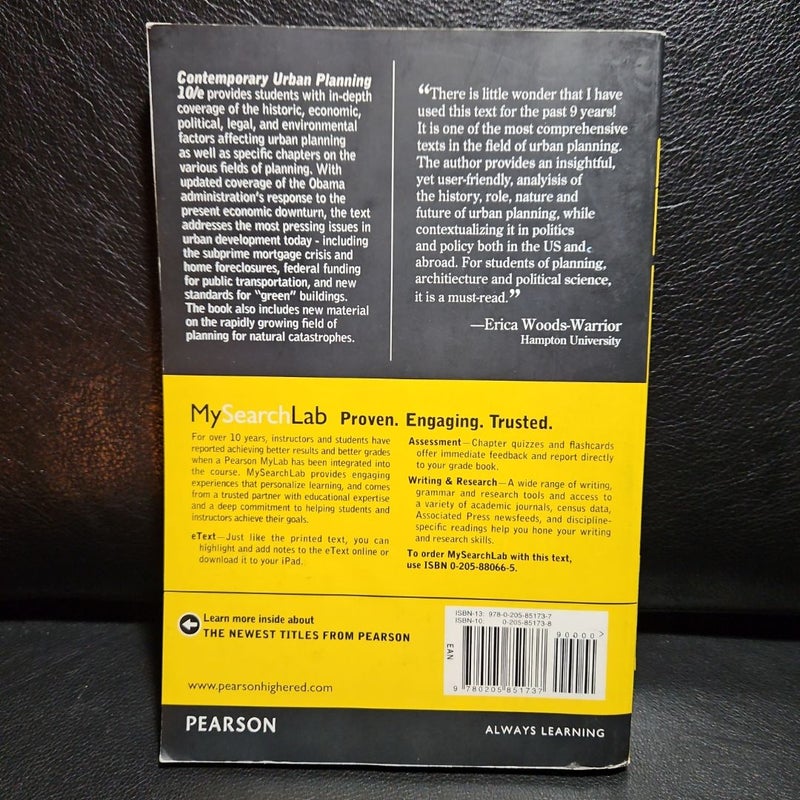 Contemporary Urban Planning
10/e provides students with in-depth
coverage of the historic, economic,
political, legal, and environmental
factors affecting urban planning
as well as specific chapters on the
various fields of planning. With
updated coverage of the Obama
administration's response to the
present economic downturn, the text
addresses the most pressing issues in
urban development today - including
the subprime mortgage crisis and
home foreclosures, federal funding
for public transportation, and new
standards for "green" buildings.
The book also includes new material
on the rapidly growing field of
planning for natural catastrophes.
“There is little wonder that I have
used this text for the past 9 years!
It is one of the most comprehensive
texts in the field of urban planning.
The author provides an insightful,
yet user-friendly, analyisis of
the history, role, nature and
future of urban planning, while
contextualizing it in politics
and policy both in the US and
abroad. For students of planning,
architiecture and political science,
it is a must-read.”
—Erica Woods-Warrior
Hampton University
MySearchLab Proven. Engaging. Trusted.
For over 10 years, instructors and students have
reported achieving better results and better grades
when a Pearson MyLab has been integrated into
the course. MySearchLab provides engaging
experiences that personalize learning, and comes
from a trusted partner with educational expertise
and a deep commitment to helping students and
instructors achieve their goals.
eText—Just like the printed text, you can
highlight and add notes to the eText online or
download it to your iPad.
Assessment—Chapter quizzes and flashcards
offer immediate feedback and report directly
to your grade book.
Writing & Research—A wide range of writing,
grammar and research tools and access to
a variety of academic journals, census data,
Associated Press newsfeeds, and discipline-
specific readings help you hone your writing
and research skills.
To order MySearchLab with this text,
use ISBN 0-205-88066-5.
Learn more inside about
THE NEWEST TITLES FROM PEARSON
www.pearsonhighered.com
ISBN-13: 978-0-205-85173-7
ISBN-10: 0-205-85173-8
90000>
EAN
9 780205 851737
PEARSON
ALWAYS LEARNING